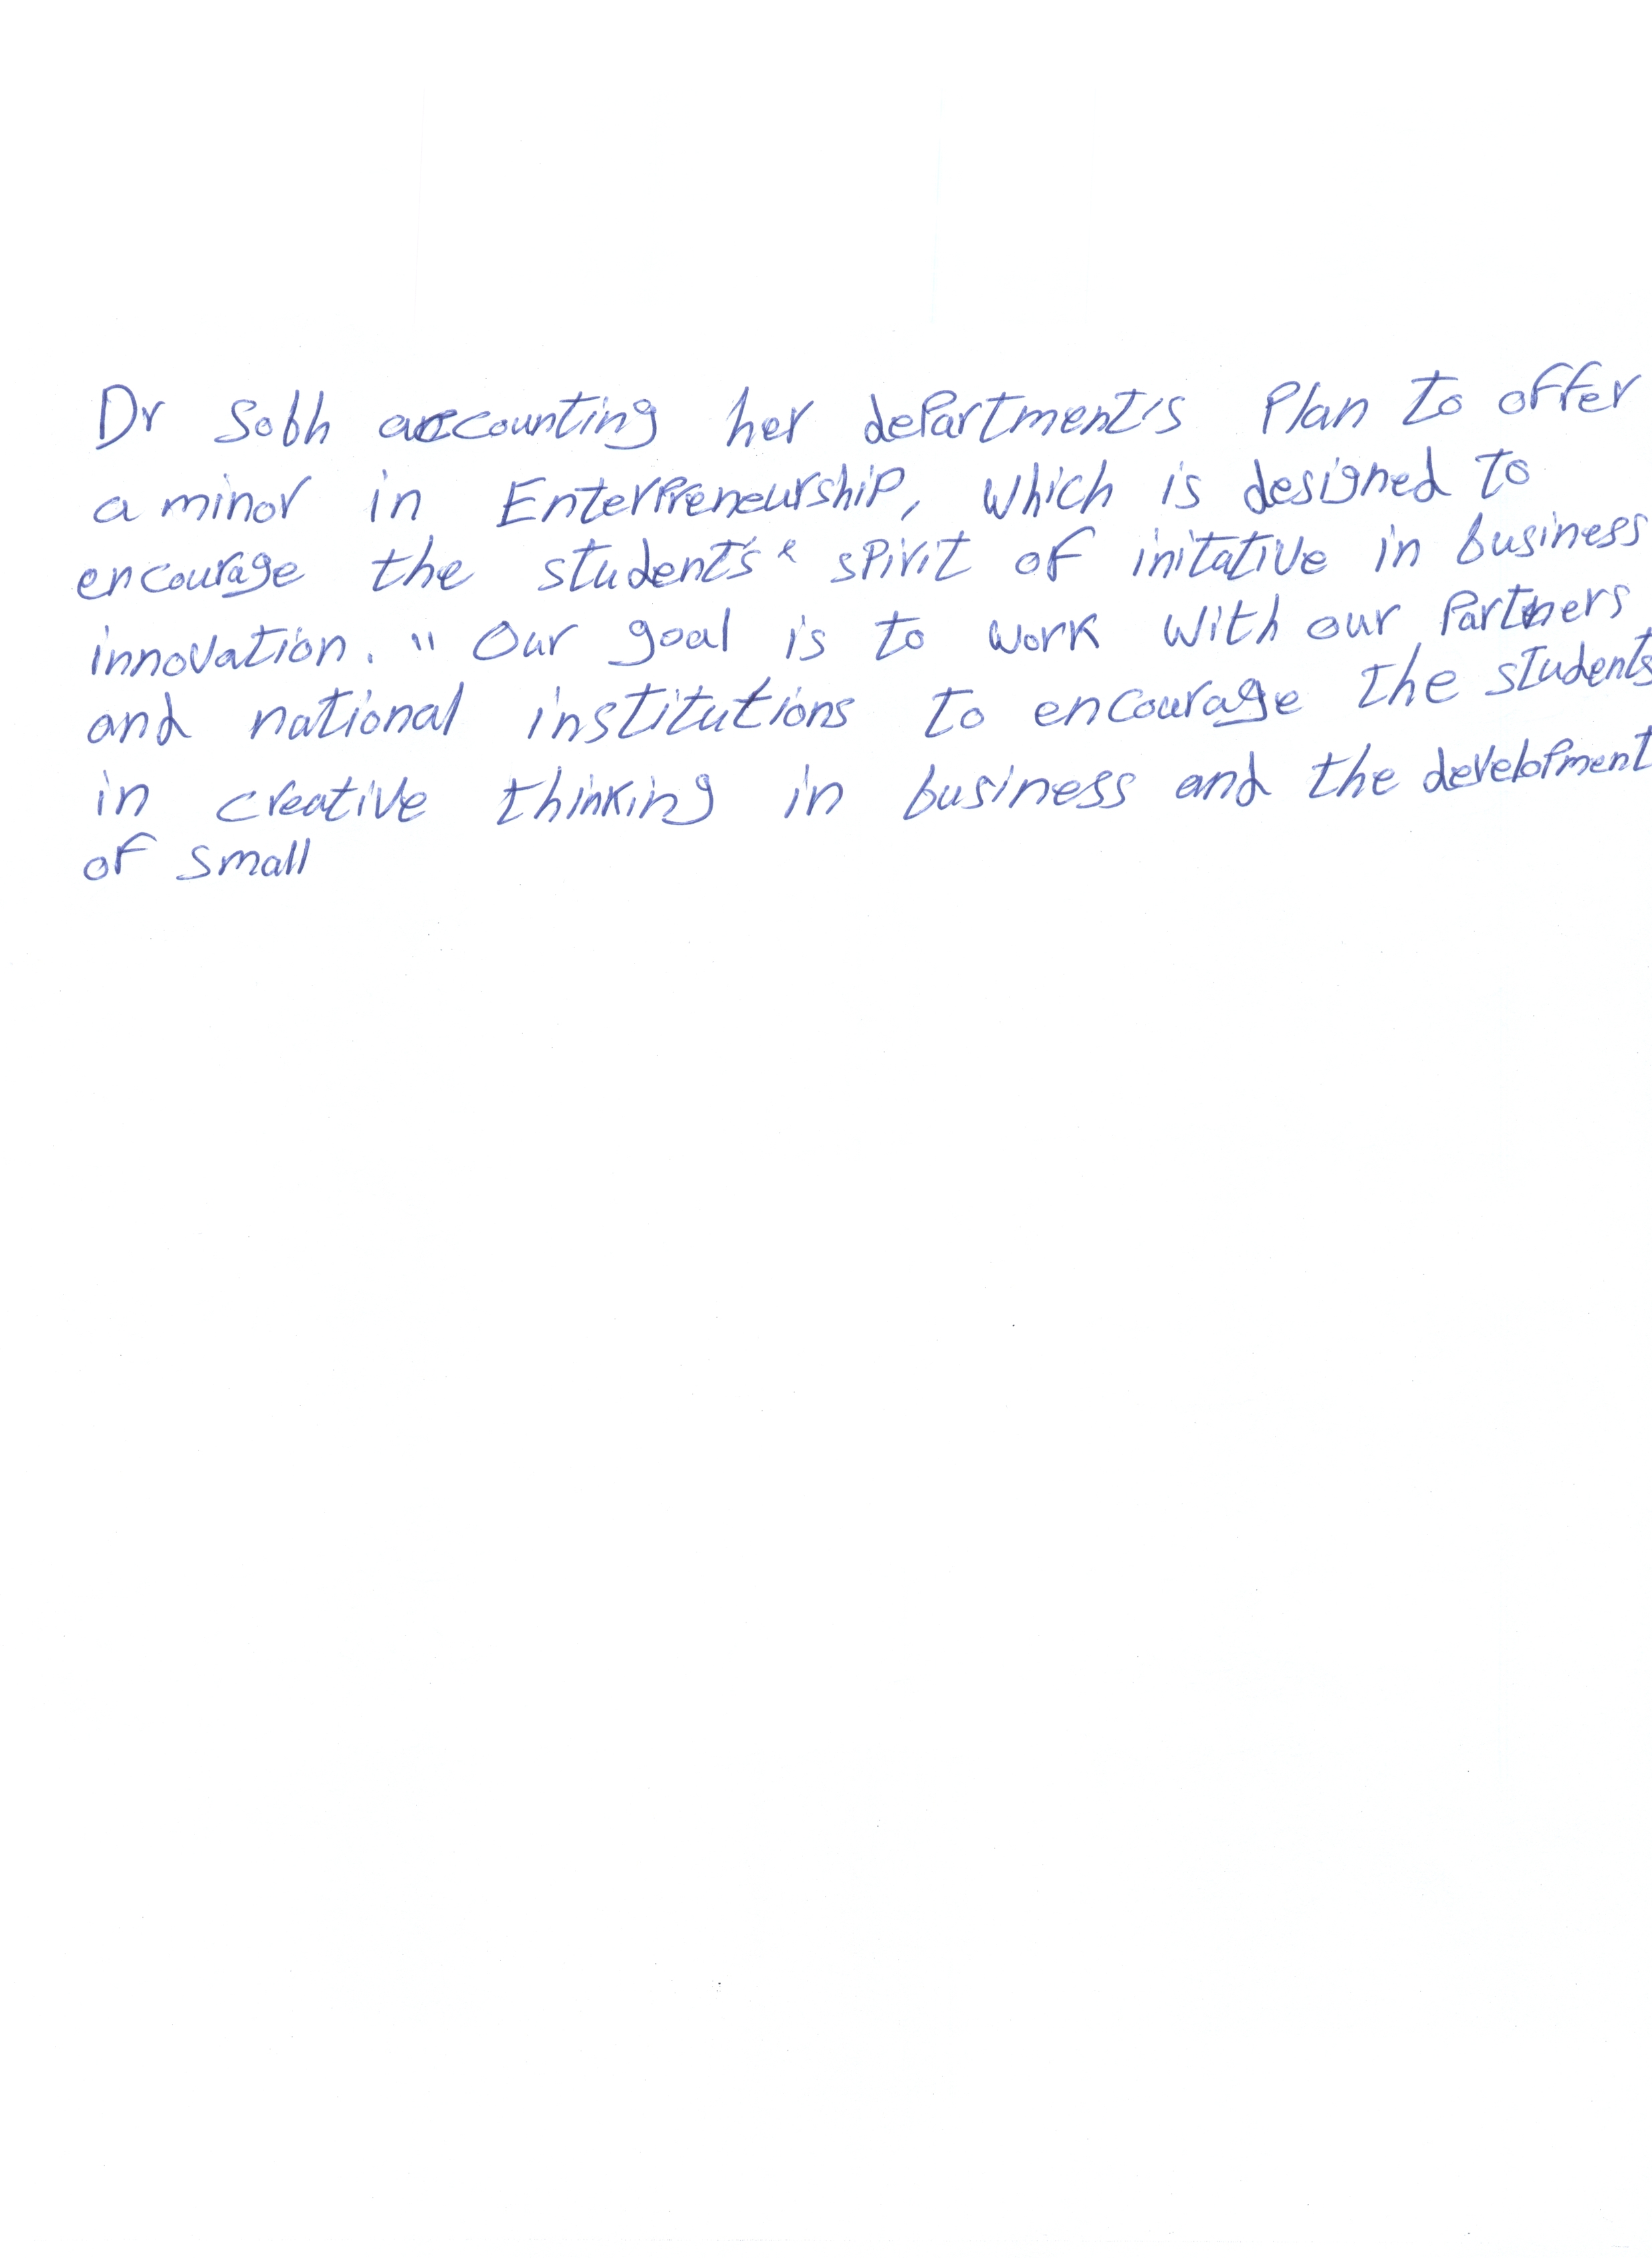 Dr Sobh accounting her department's Plan to offer
a minor in Enterpreneurship, which is designed to
encourage the students' spirit of initative in business
innovation. " Our goal is to work with our Partners
and national institutions to encourage the students
in creative thinking in business and the development
of small